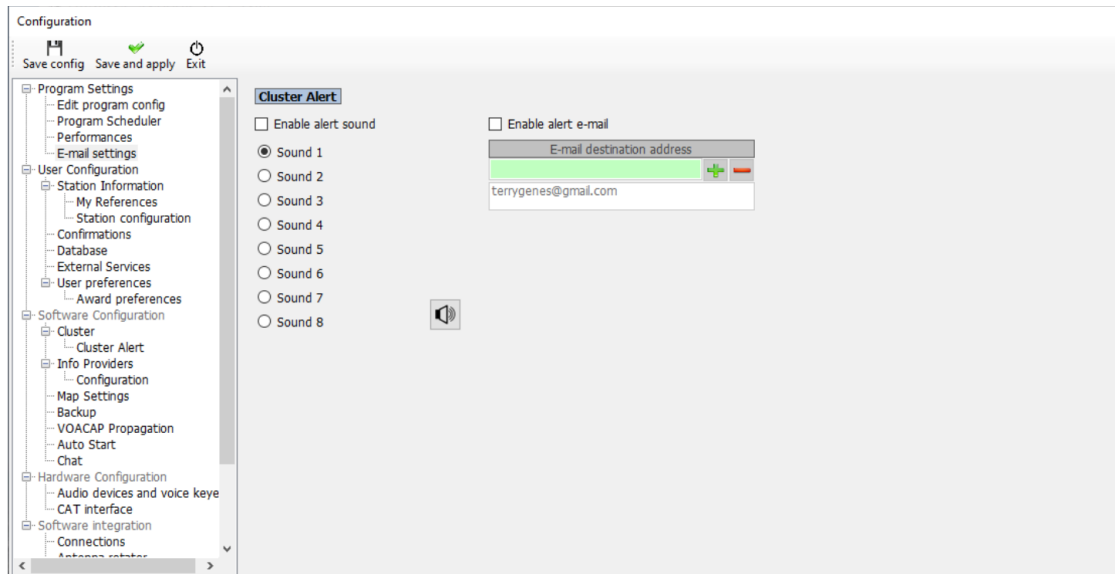 Configuration
Save config Save and apply Exit
Program Settings
Edit program config
Program Scheduler
Performances
E-mail settings
User Configuration
Station Information
My References
Station configuration
Confirmations
Database
External Services
User preferences
Award preferences
Software Configuration
Cluster
Cluster Alert
Info Providers
Configuration
Map Settings
Backup
VOACAP Propagation
Auto Start
Chat
Hardware Configuration
Audio devices and voice keye
CAT interface
Software integration
Connections
Cluster Alert
Enable alert sound
Sound 1
Sound 2
Sound 3
Sound 4
Sound 5
Sound 6
Sound 7
Sound 8
Enable alert e-mail
E-mail destination address
terrygenes@gmail.com